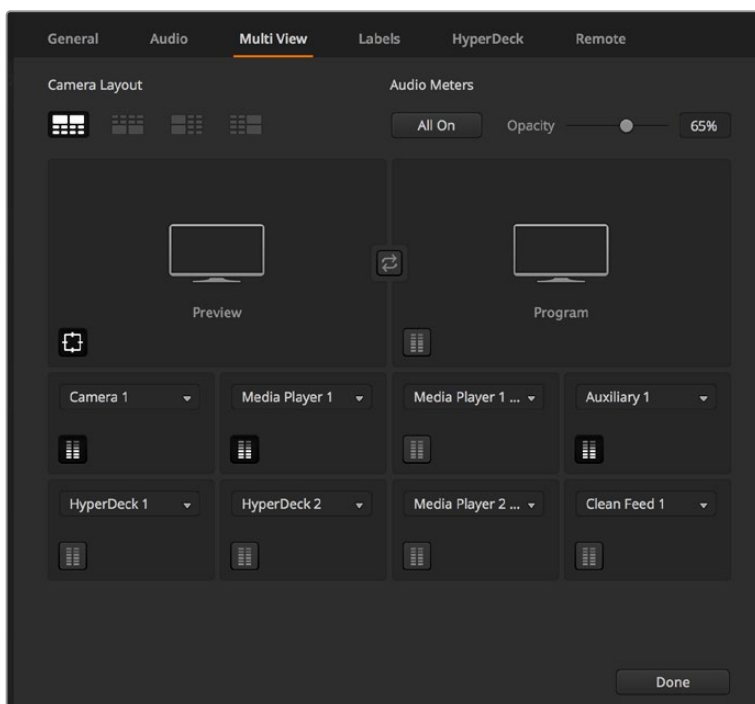 General Audio Multi View Labels HyperDeck Remote
Camera Layout Audio Meters
All On Opacity 65%
Preview Program
Camera 1 Media Player 1 Media Player 1 ... Auxiliary 1
HyperDeck 1 HyperDeck 2 Media Player 2 ... Clean Feed 1
Done